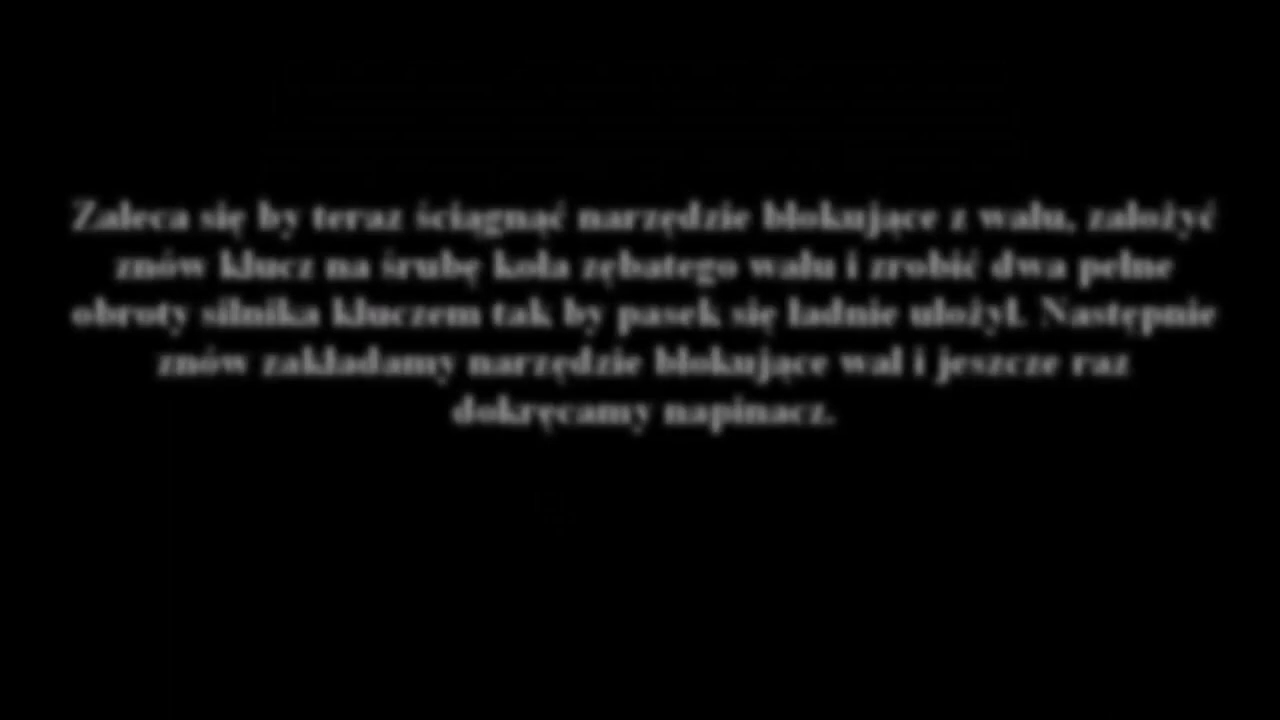 Zaleca się by teraz ściągnąć narzędzie blokujące z wału, założyć
znów klucz na śrubę koła zębatego wału i zrobić dwa pełne
obroty silnika kluczem tak by pasek się ładnie ułożył. Następnie
znów zakładamy narzędzie blokujące wał i jeszcze raz
dokręcamy napinacz.